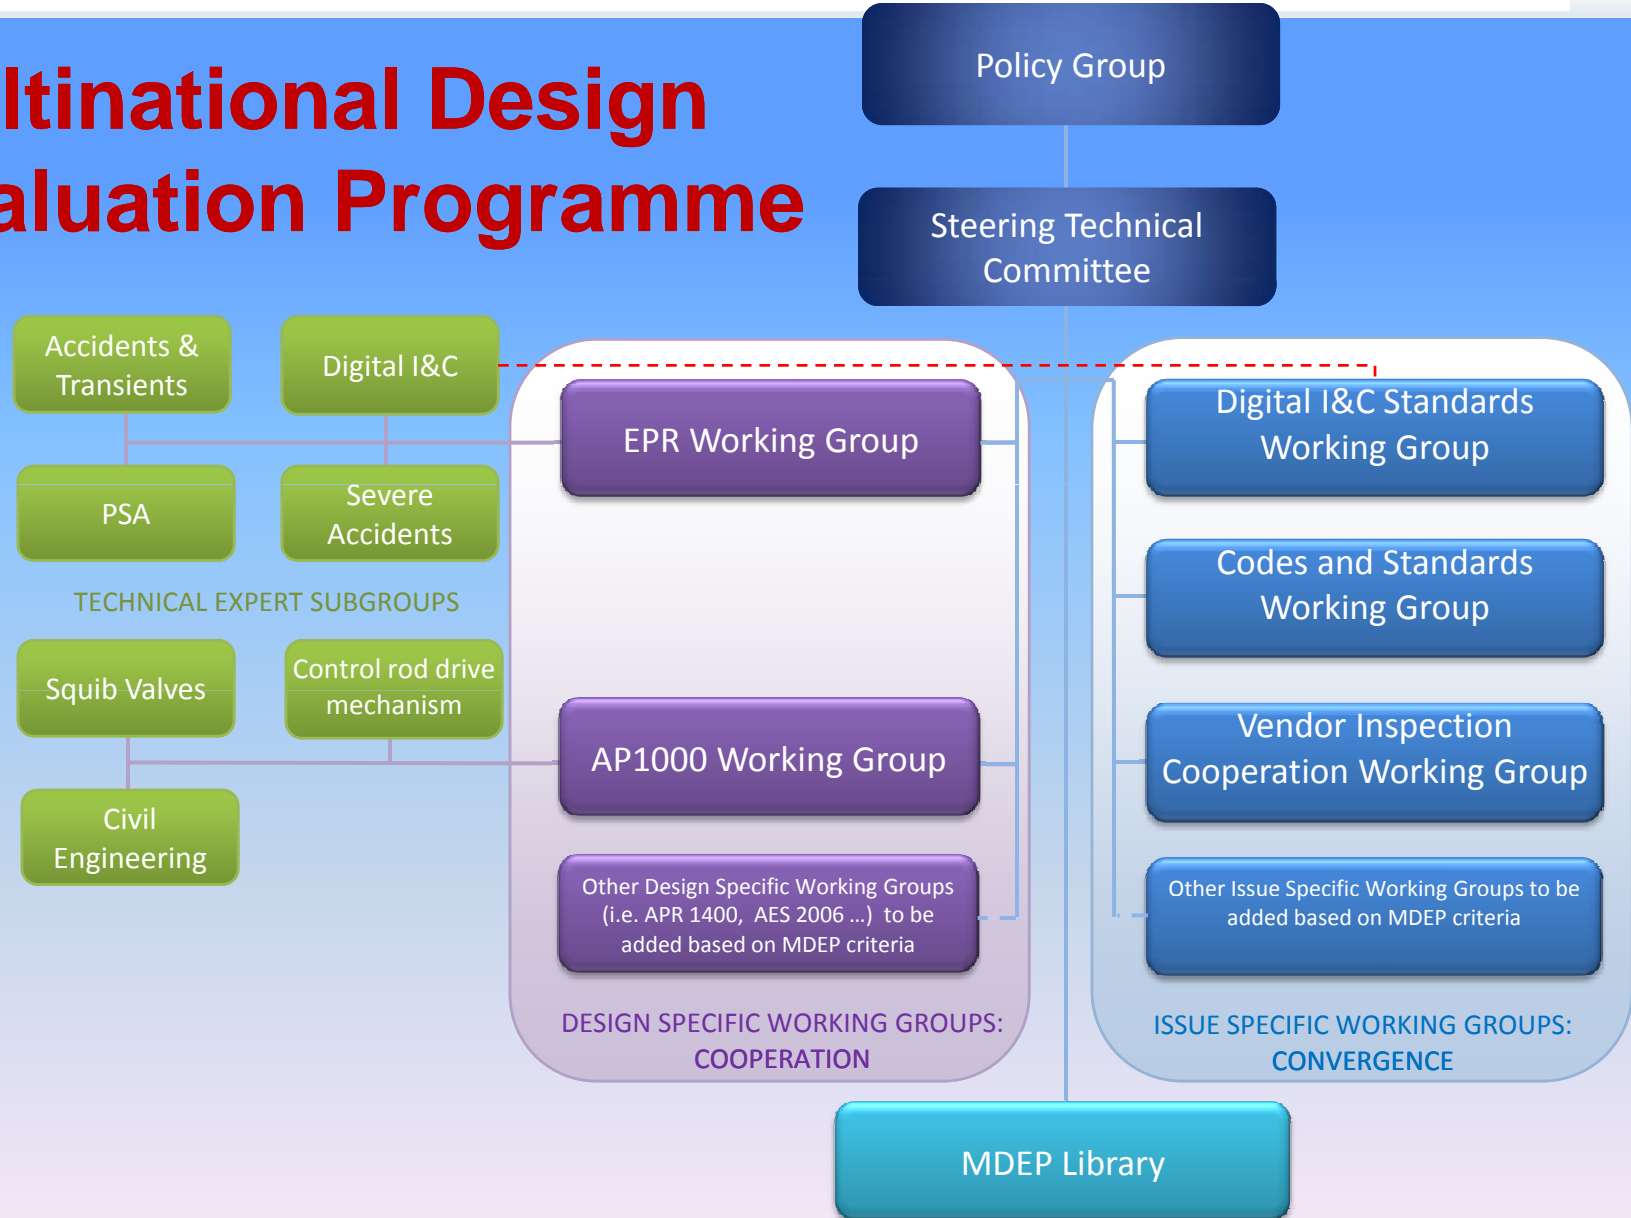 ltinational Design
aluation Programme
Policy Group
Steering Technical
Committee
Accidents &
Transients
Digital I&C
PSA
Severe
Accidents
TECHNICAL EXPERT SUBGROUPS
Squib Valves
Control rod drive
mechanism
Civil
Engineering
EPR Working Group
AP1000 Working Group
Other Design Specific Working Groups
(i.e. APR 1400, AES 2006 ...) to be
added based on MDEP criteria
DESIGN SPECIFIC WORKING GROUPS:
COOPERATION
Digital I&C Standards
Working Group
Codes and Standards
Working Group
Vendor Inspection
Cooperation Working Group
Other Issue Specific Working Groups to be
added based on MDEP criteria
ISSUE SPECIFIC WORKING GROUPS:
CONVERGENCE
MDEP Library